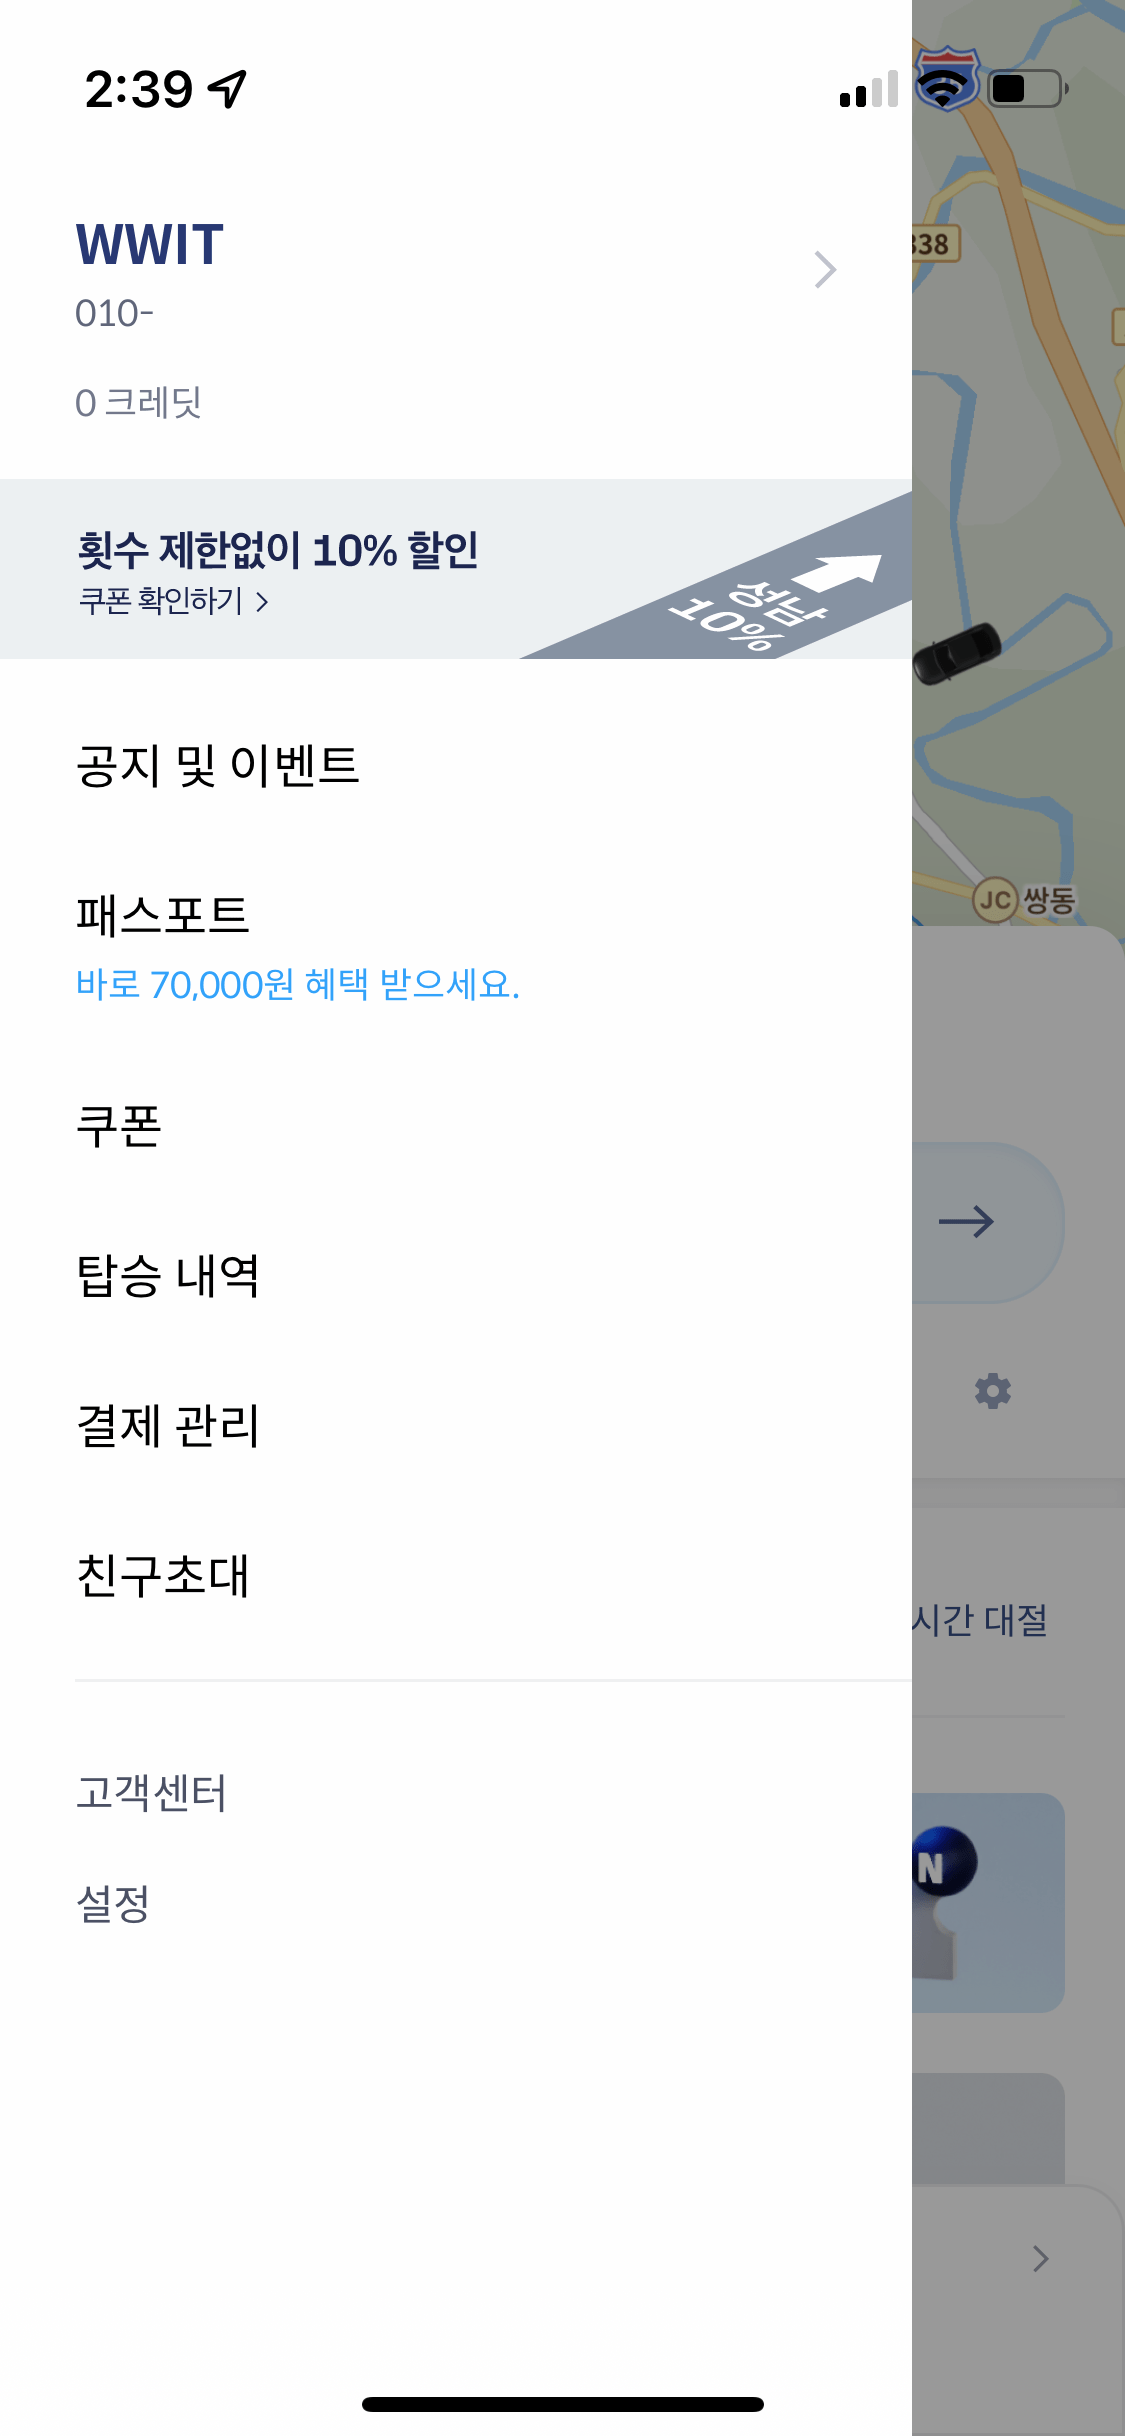 2:39
WWIT
010-
0 크레딧
횟수 제한없이 10% 할인
쿠폰 확인하기
성남
10%
공지 및 이벤트
패스포트
바로 70,000원 혜택 받으세요.
쿠폰
탑승 내역
결제 관리
친구초대
고객센터
설정
338
JC 쌍동
시간 대절
N